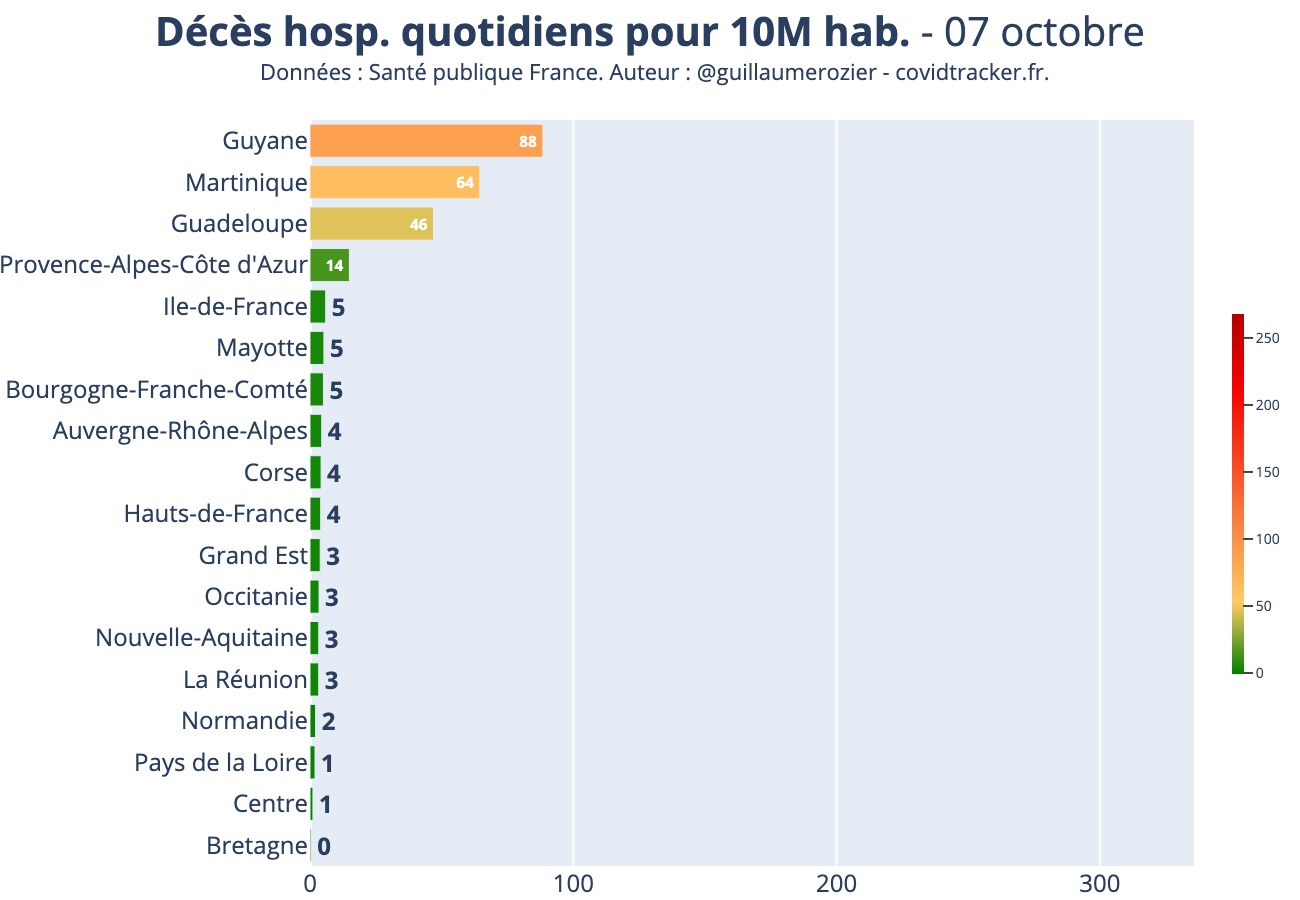 Décès hosp. quotidiens pour 10M hab. - 07 octobre
Données : Santé publique France. Auteur : @guillaumerozier - covidtracker.fr.
Guyane 88
Martinique 64
Guadeloupe 46
Provence-Alpes-Côte d'Azur 14
Ile-de-France 5
Mayotte 5
Bourgogne-Franche-Comté 5
Auvergne-Rhône-Alpes 4
Corse 4
Hauts-de-France 4
Grand Est 3
Occitanie 3
Nouvelle-Aquitaine 3
La Réunion 3
Normandie 2
Pays de la Loire 1
Centre 1
Bretagne 0
0 100 200 300
250
200
150
100
50
0